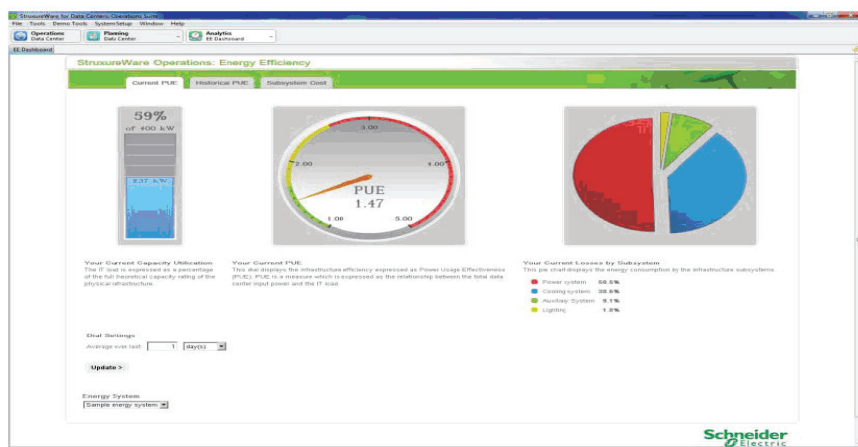 StruxureWare for Data Centers Operations Suite
File Tools Demo Tools System Setup Window Help
Operations
Data Center
Planning
Data Center
Analytics
EE Dashboard
EE Dashboard
StruxureWare Operations: Energy Efficiency
Current PUE Historical PUE Subsystem Cost
59%
of 400 kW
237 kW
3.00
2.00
4.00
PUE
1.47
1.00
5.00
Your Current Capacity Utilization
The IT load is expressed as a percentage
of the full theoretical capacity rating of the
physical infrastructure.
Your Current PUE
This dial displays the infrastructure efficiency expressed as Power Usage Effectiveness
(PUE). PUE is a measure which is expressed as the relationship between the total data
center input power and the IT load
Your Current Losses by Subsystem
This pie chart displays the energy consumption by the infrastructure subsystems
Power system 50.5%
Cooling system
Auxiliary System 9.1%
Lighting 1.8%
Dial Settings
Average over last: 1 day(s)
Update >
Energy System
Sample energy system
Schneider
Electric